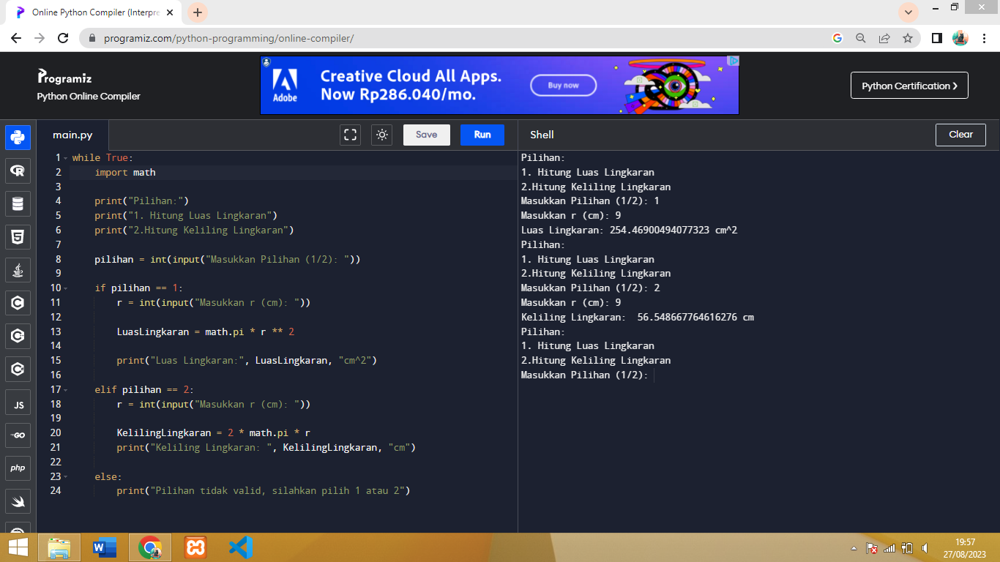 Online Python Compiler (Interpre
programiz.com/python-programming/online-compiler/
Programiz
Python Online Compiler
Adobe
Creative Cloud All Apps.
Now Rp286.040/mo.
Buy now
Python Certification
main.py
Save
Run
Shell
Clear
1 while True:
2 import math
3
4 print("Pilihan:")
5 print("1. Hitung Luas Lingkaran")
6 print("2.Hitung Keliling Lingkaran")
7
8 pilihan = int(input("Masukkan Pilihan (1/2): "))
9
10 if pilihan == 1:
11 r = int(input("Masukkan r (cm): "))
12
13 LuasLingkaran = math.pi * r ** 2
14
15 print("Luas Lingkaran:", LuasLingkaran, "cm^2")
16
17 elif pilihan == 2:
18 r = int(input("Masukkan r (cm): "))
19
20 KelilingLingkaran = 2 * math.pi * r
21 print("Keliling Lingkaran: ", KelilingLingkaran, "cm")
22
23 else:
24 print("Pilihan tidak valid, silahkan pilih 1 atau 2")
Pilihan:
1. Hitung Luas Lingkaran
2.Hitung Keliling Lingkaran
Masukkan Pilihan (1/2): 1
Masukkan r (cm): 9
Luas Lingkaran: 254.46900494077323 cm^2
Pilihan:
1. Hitung Luas Lingkaran
2.Hitung Keliling Lingkaran
Masukkan Pilihan (1/2): 2
Masukkan r (cm): 9
Keliling Lingkaran:  56.548667764616276 cm
Pilihan:
1. Hitung Luas Lingkaran
2.Hitung Keliling Lingkaran
Masukkan Pilihan (1/2):
R
5
C
C
C
JS
GO
php
W
19:57
27/08/2023